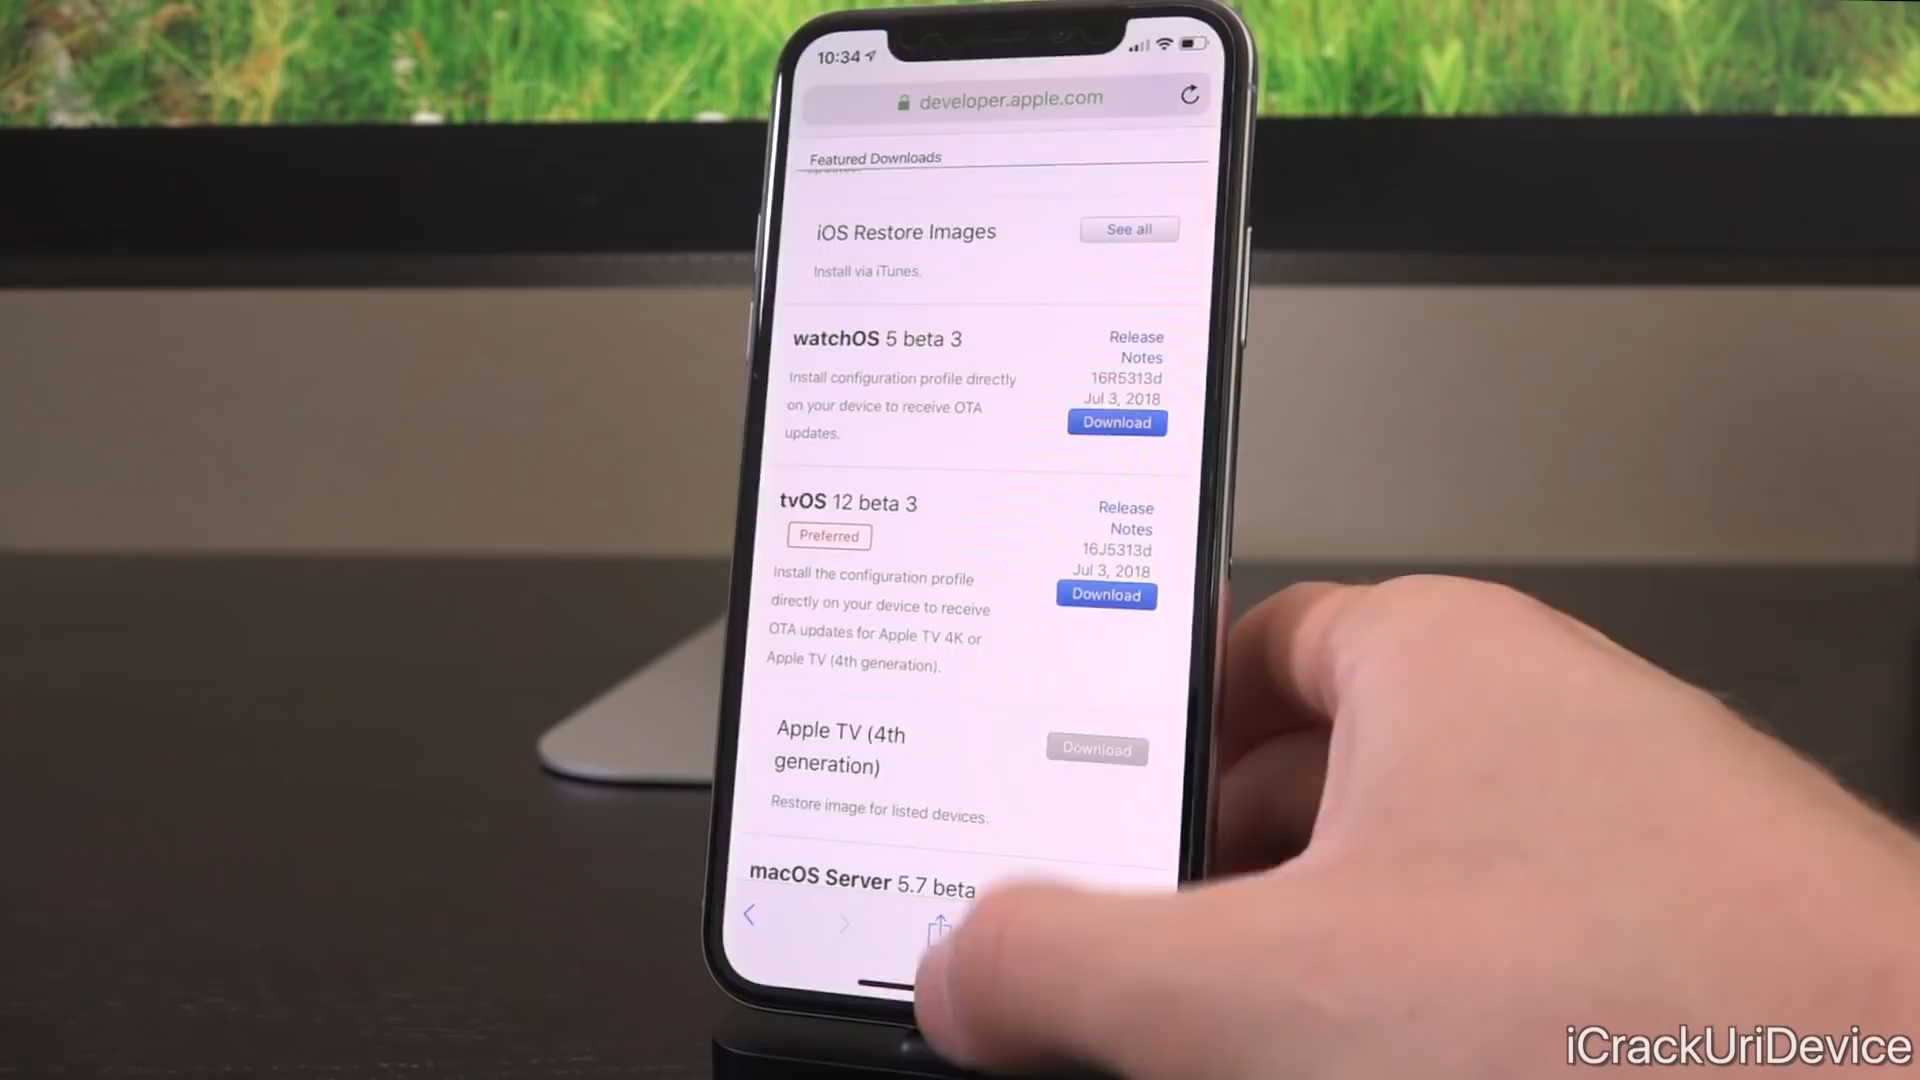 10:34
developer.apple.com
Featured Downloads
iOS Restore Images
See all
Install via iTunes.
watchOS 5 beta 3
Release
Notes
Install configuration profile directly
16R5313d
on your device to receive OTA
Jul 3, 2018
updates.
Download
tvOS 12 beta 3
Release
Notes
Preferred
16J5313d
Install the configuration profile
Jul 3, 2018
directly on your device to receive
Download
OTA updates for Apple TV 4K or
Apple TV (4th generation).
Apple TV (4th
generation)
Download
Restore image for listed devices.
macOS Server 5.7 beta
iCrackUriDevice